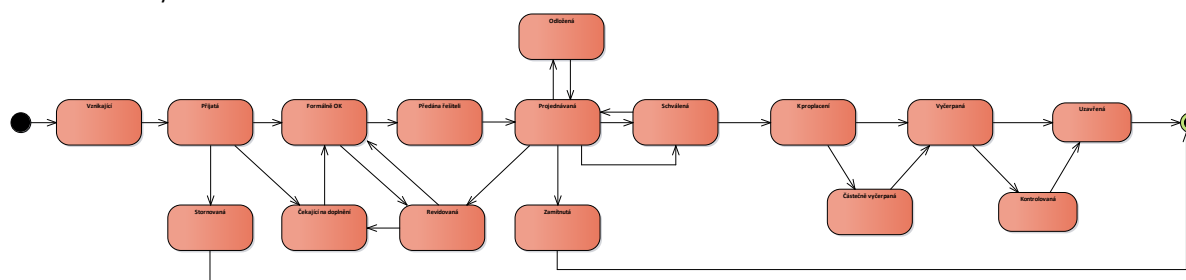 Odložená
Vznikající
Přijatá
Formálně OK
Předána řešiteli
Projednávaná
Schválená
K proplacení
Vyčerpaná
Uzavřená
Částečně vyčerpaná
Kontrolovaná
Stornovaná
Čekající na doplnění
Revidovaná
Zamítnutá